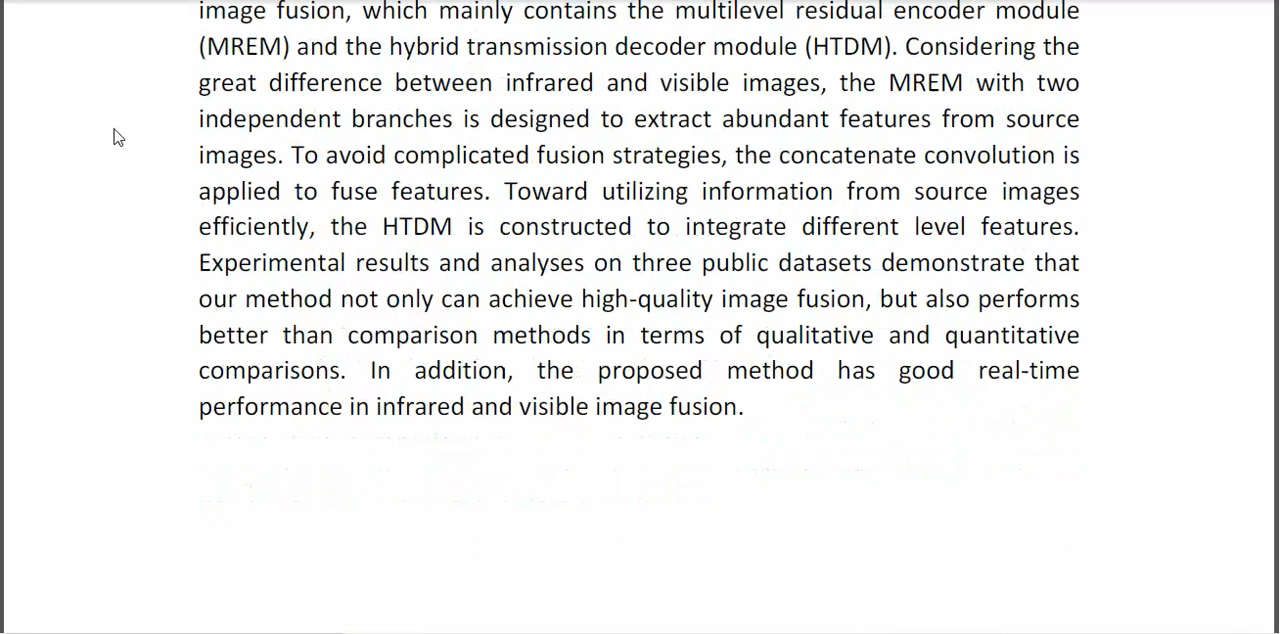 image fusion, which mainly contains the multilevel residual encoder module
(MREM) and the hybrid transmission decoder module (HTDM). Considering the
great difference between infrared and visible images, the MREM with two
independent branches is designed to extract abundant features from source
images. To avoid complicated fusion strategies, the concatenate convolution is
applied to fuse features. Toward utilizing information from source images
efficiently, the HTDM is constructed to integrate different level features.
Experimental results and analyses on three public datasets demonstrate that
our method not only can achieve high-quality image fusion, but also performs
better than comparison methods in terms of qualitative and quantitative
comparisons. In addition, the proposed method has good real-time
performance in infrared and visible image fusion.